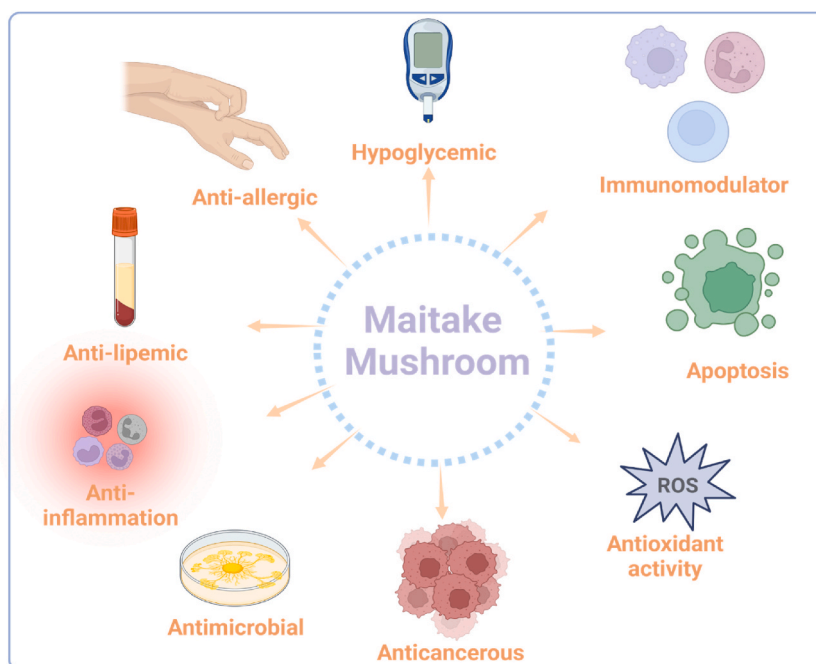 Hypoglycemic
Immunomodulator
Anti-allergic
Maitake
Mushroom
Anti-lipemic
Apoptosis
ROS
Anti-
inflammation
Antioxidant
activity
Antimicrobial
Anticancerous